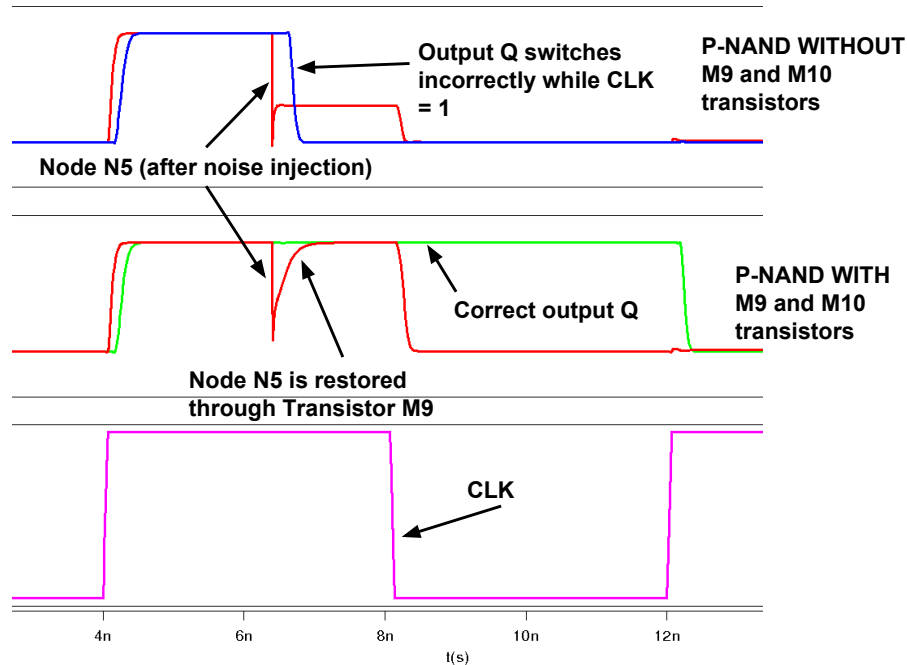 Output Q switches
incorrectly while CLK
= 1
P-NAND WITHOUT
M9 and M10
transistors
Node N5 (after noise injection)
Correct output Q
P-NAND WITH
M9 and M10
transistors
Node N5 is restored
through Transistor M9
CLK
4n 6n 8n 10n 12n
t(s)